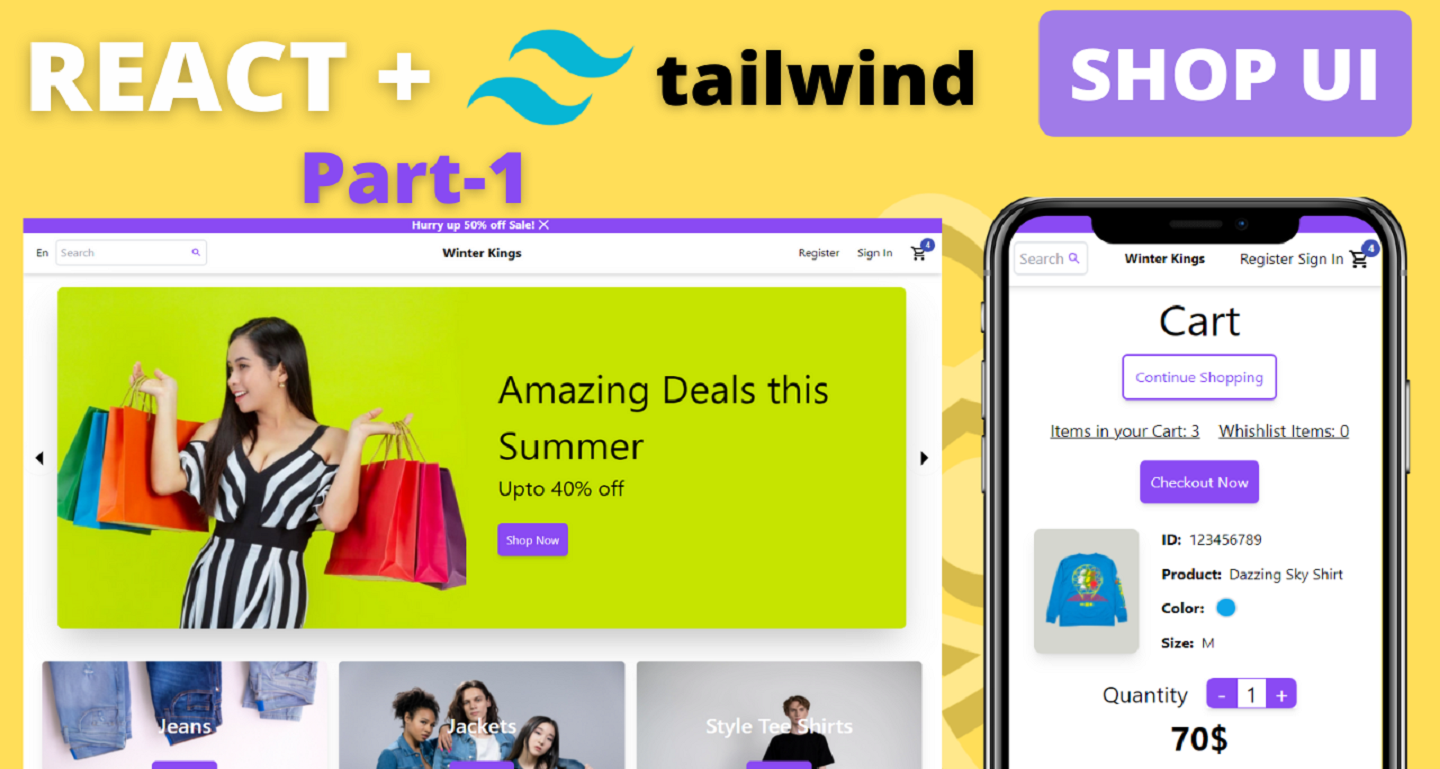 REACT + tailwind SHOP UI
Part-1
Hurry up 50% off Sale! X
En Search Winter Kings Register Sign In 4
Amazing Deals this
Summer
Upto 40% off
Shop Now
Jeans
Jackets
Style Tee Shirts
Search Winter Kings Register Sign In 4
Cart
Continue Shopping
Items in your Cart: 3 Whishlist Items: 0
Checkout Now
ID: 123456789
Product: Dazzing Sky Shirt
Color:
Size: M
Quantity - 1 +
70$